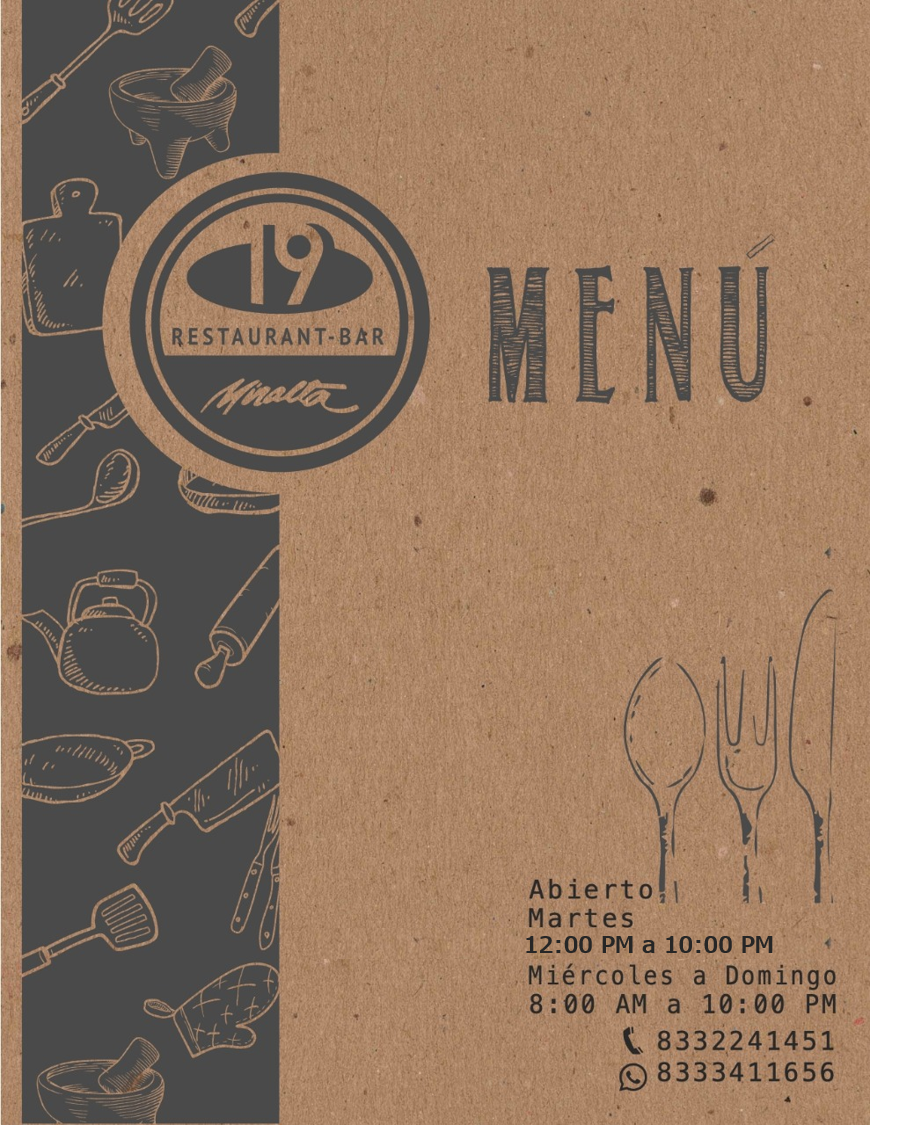 19
RESTAURANT-BAR
Miralta
MENÚ
Abierto
Martes
12:00 PM a 10:00 PM
Miércoles a Domingo
8:00 AM a 10:00 PM
8332241451
8333411656